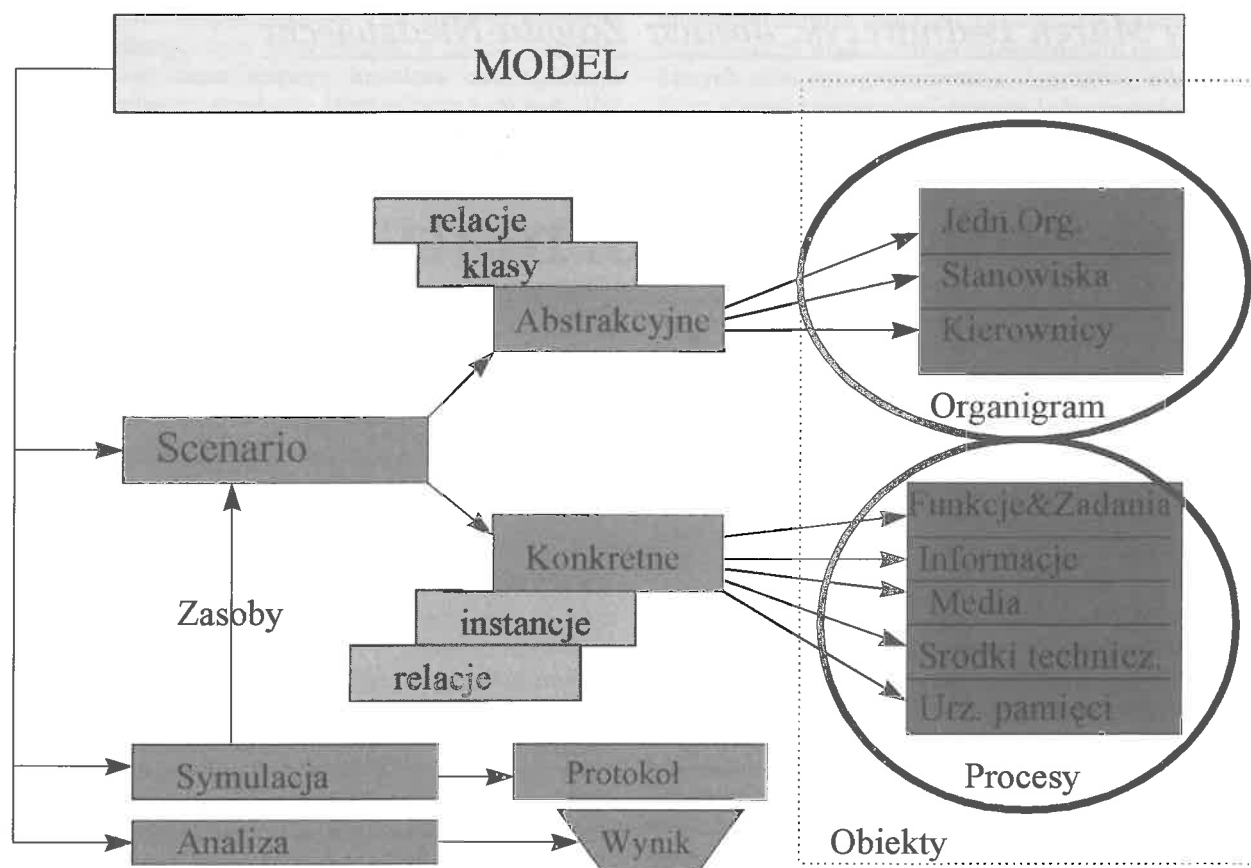 MODEL
relacje
klasy
Abstrakcyjne
Jedn.Org.
Stanowiska
Kierownicy
Organigram
Scenario
Konkretne
instancje
relacje
Funkcje&Zadania
Informacje
Media
Srodki technicz.
Urz. pamięci
Procesy
Zasoby
Symulacja
Protokoł
Analiza
Wynik
Obiekty